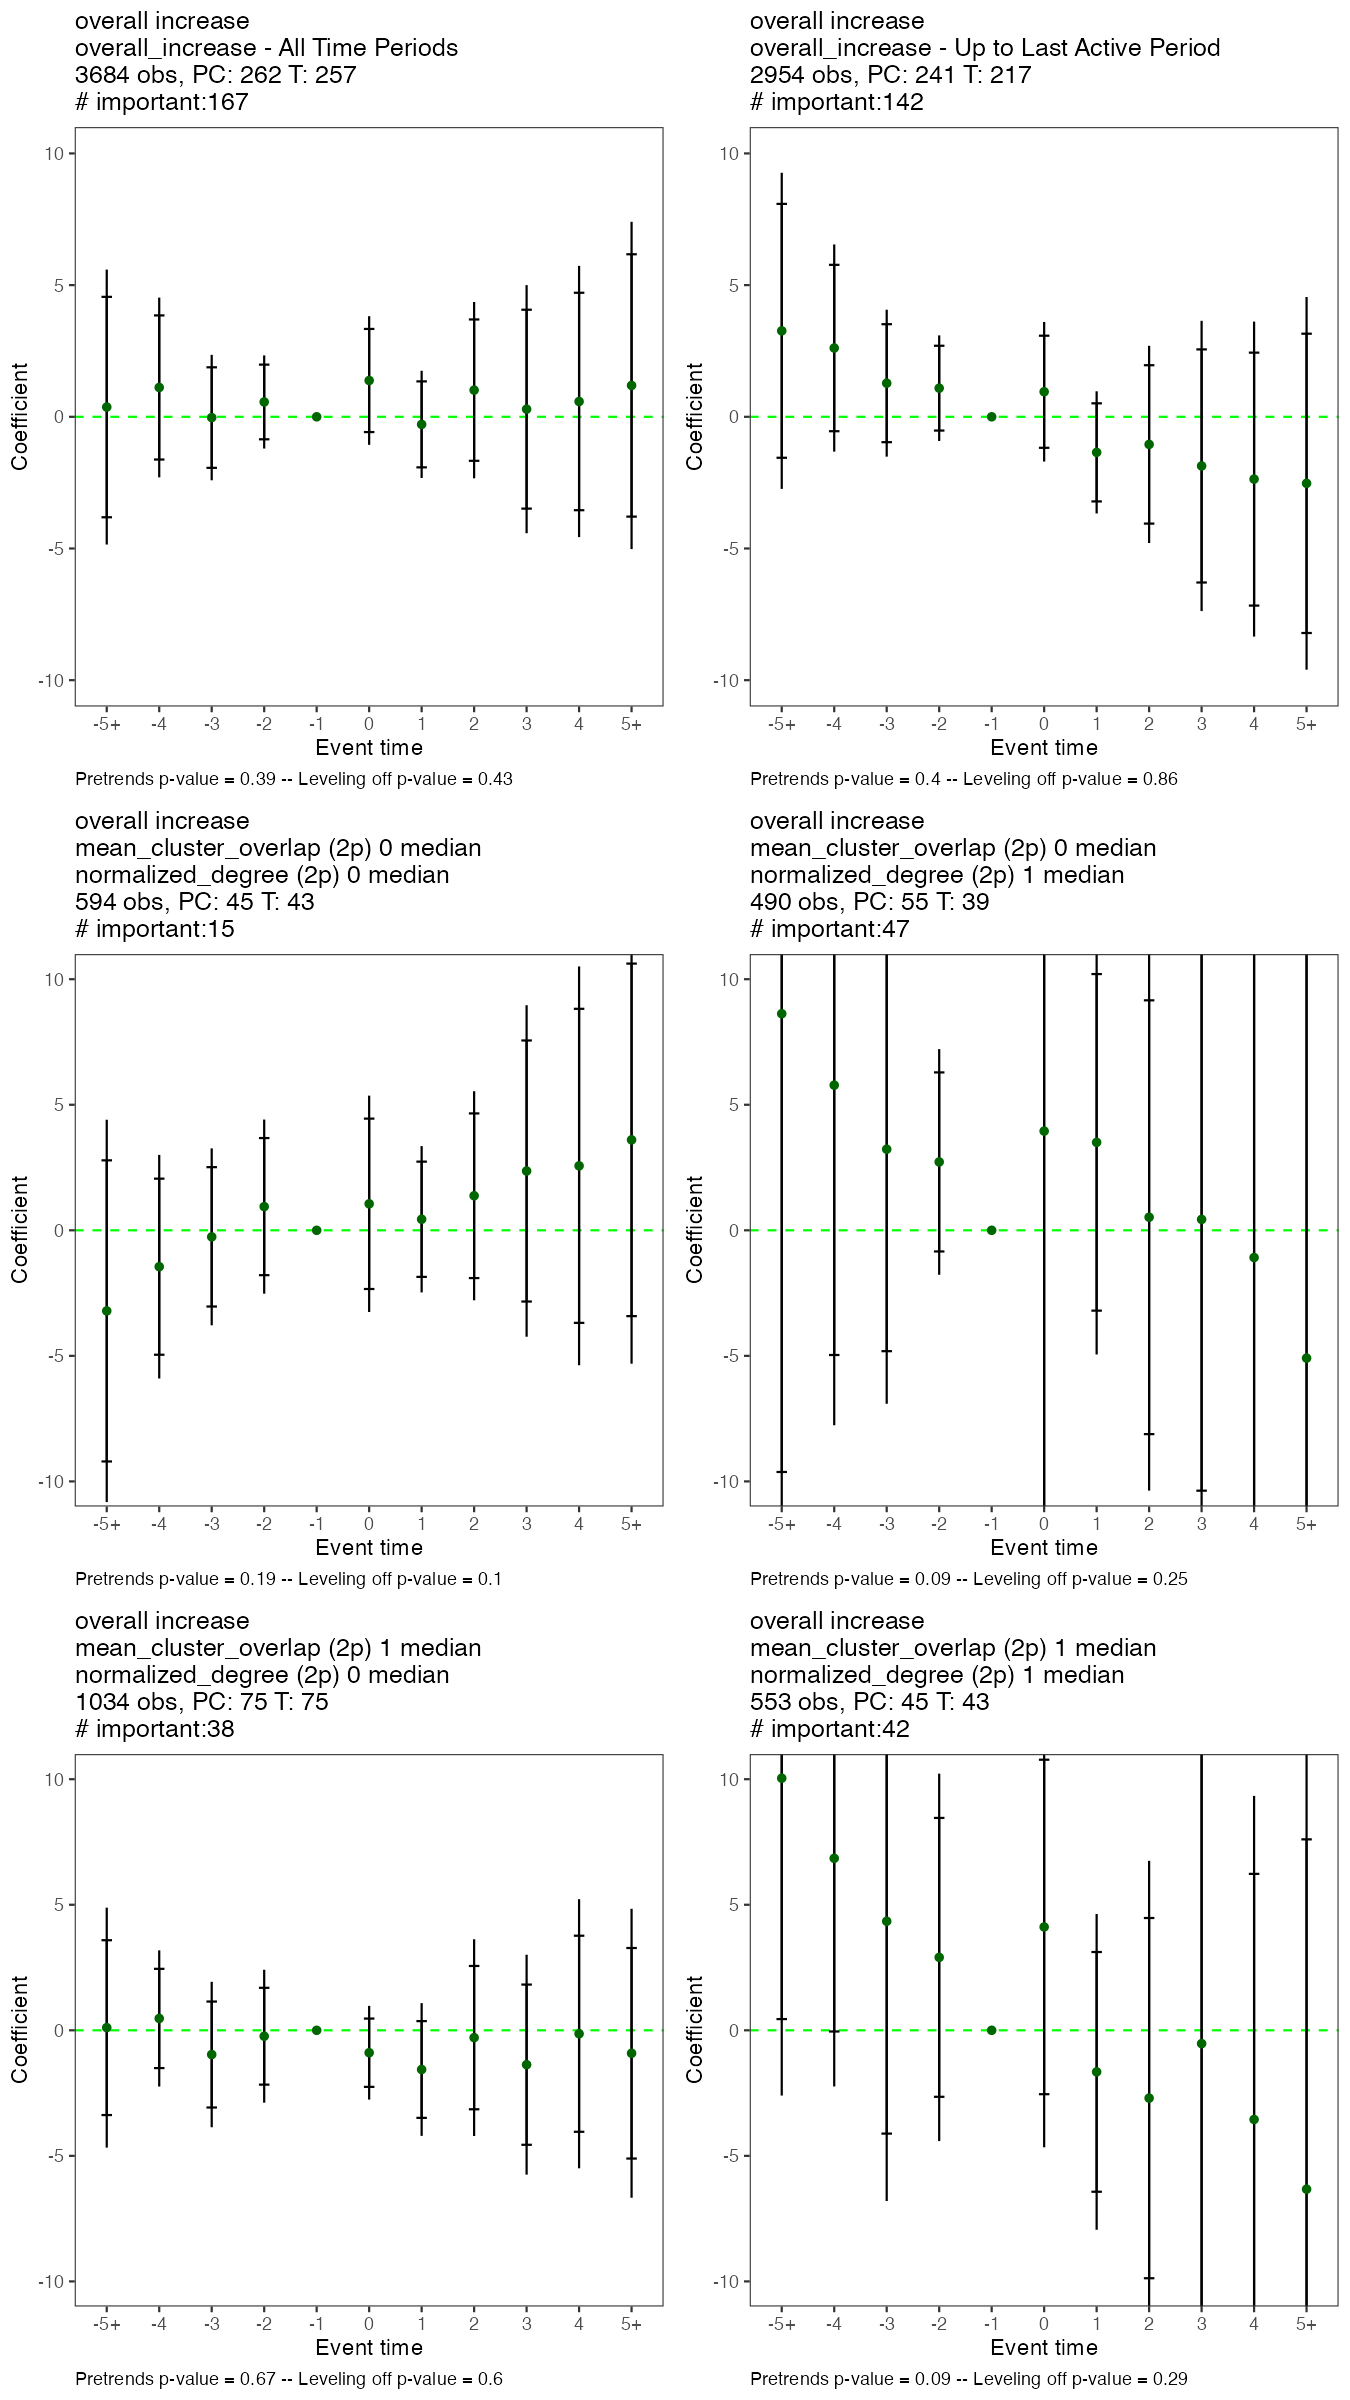 overall increase
overall_increase - All Time Periods
3684 obs, PC: 262 T: 257
# important:167
10
5
0
-5
-10
Coefficient
-5+ -4 -3 -2 -1 0 1 2 3 4 5+
Event time
Pretrends p-value = 0.39 -- Leveling off p-value = 0.43
overall increase
overall_increase - Up to Last Active Period
2954 obs, PC: 241 T: 217
# important:142
10
5
0
-5
-10
Coefficient
-5+ -4 -3 -2 -1 0 1 2 3 4 5+
Event time
Pretrends p-value = 0.4 -- Leveling off p-value = 0.86
overall increase
mean_cluster_overlap (2p) 0 median
normalized_degree (2p) 0 median
594 obs, PC: 45 T: 43
# important:15
10
5
0
-5
-10
Coefficient
-5+ -4 -3 -2 -1 0 1 2 3 4 5+
Event time
Pretrends p-value = 0.19 -- Leveling off p-value = 0.1
overall increase
mean_cluster_overlap (2p) 0 median
normalized_degree (2p) 1 median
490 obs, PC: 55 T: 39
# important:47
10
5
0
-5
-10
Coefficient
-5+ -4 -3 -2 -1 0 1 2 3 4 5+
Event time
Pretrends p-value = 0.09 -- Leveling off p-value = 0.25
overall increase
mean_cluster_overlap (2p) 1 median
normalized_degree (2p) 0 median
1034 obs, PC: 75 T: 75
# important:38
10
5
0
-5
-10
Coefficient
-5+ -4 -3 -2 -1 0 1 2 3 4 5+
Event time
Pretrends p-value = 0.67 -- Leveling off p-value = 0.6
overall increase
mean_cluster_overlap (2p) 1 median
normalized_degree (2p) 1 median
553 obs, PC: 45 T: 43
# important:42
10
5
0
-5
-10
Coefficient
-5+ -4 -3 -2 -1 0 1 2 3 4 5+
Event time
Pretrends p-value = 0.09 -- Leveling off p-value = 0.29